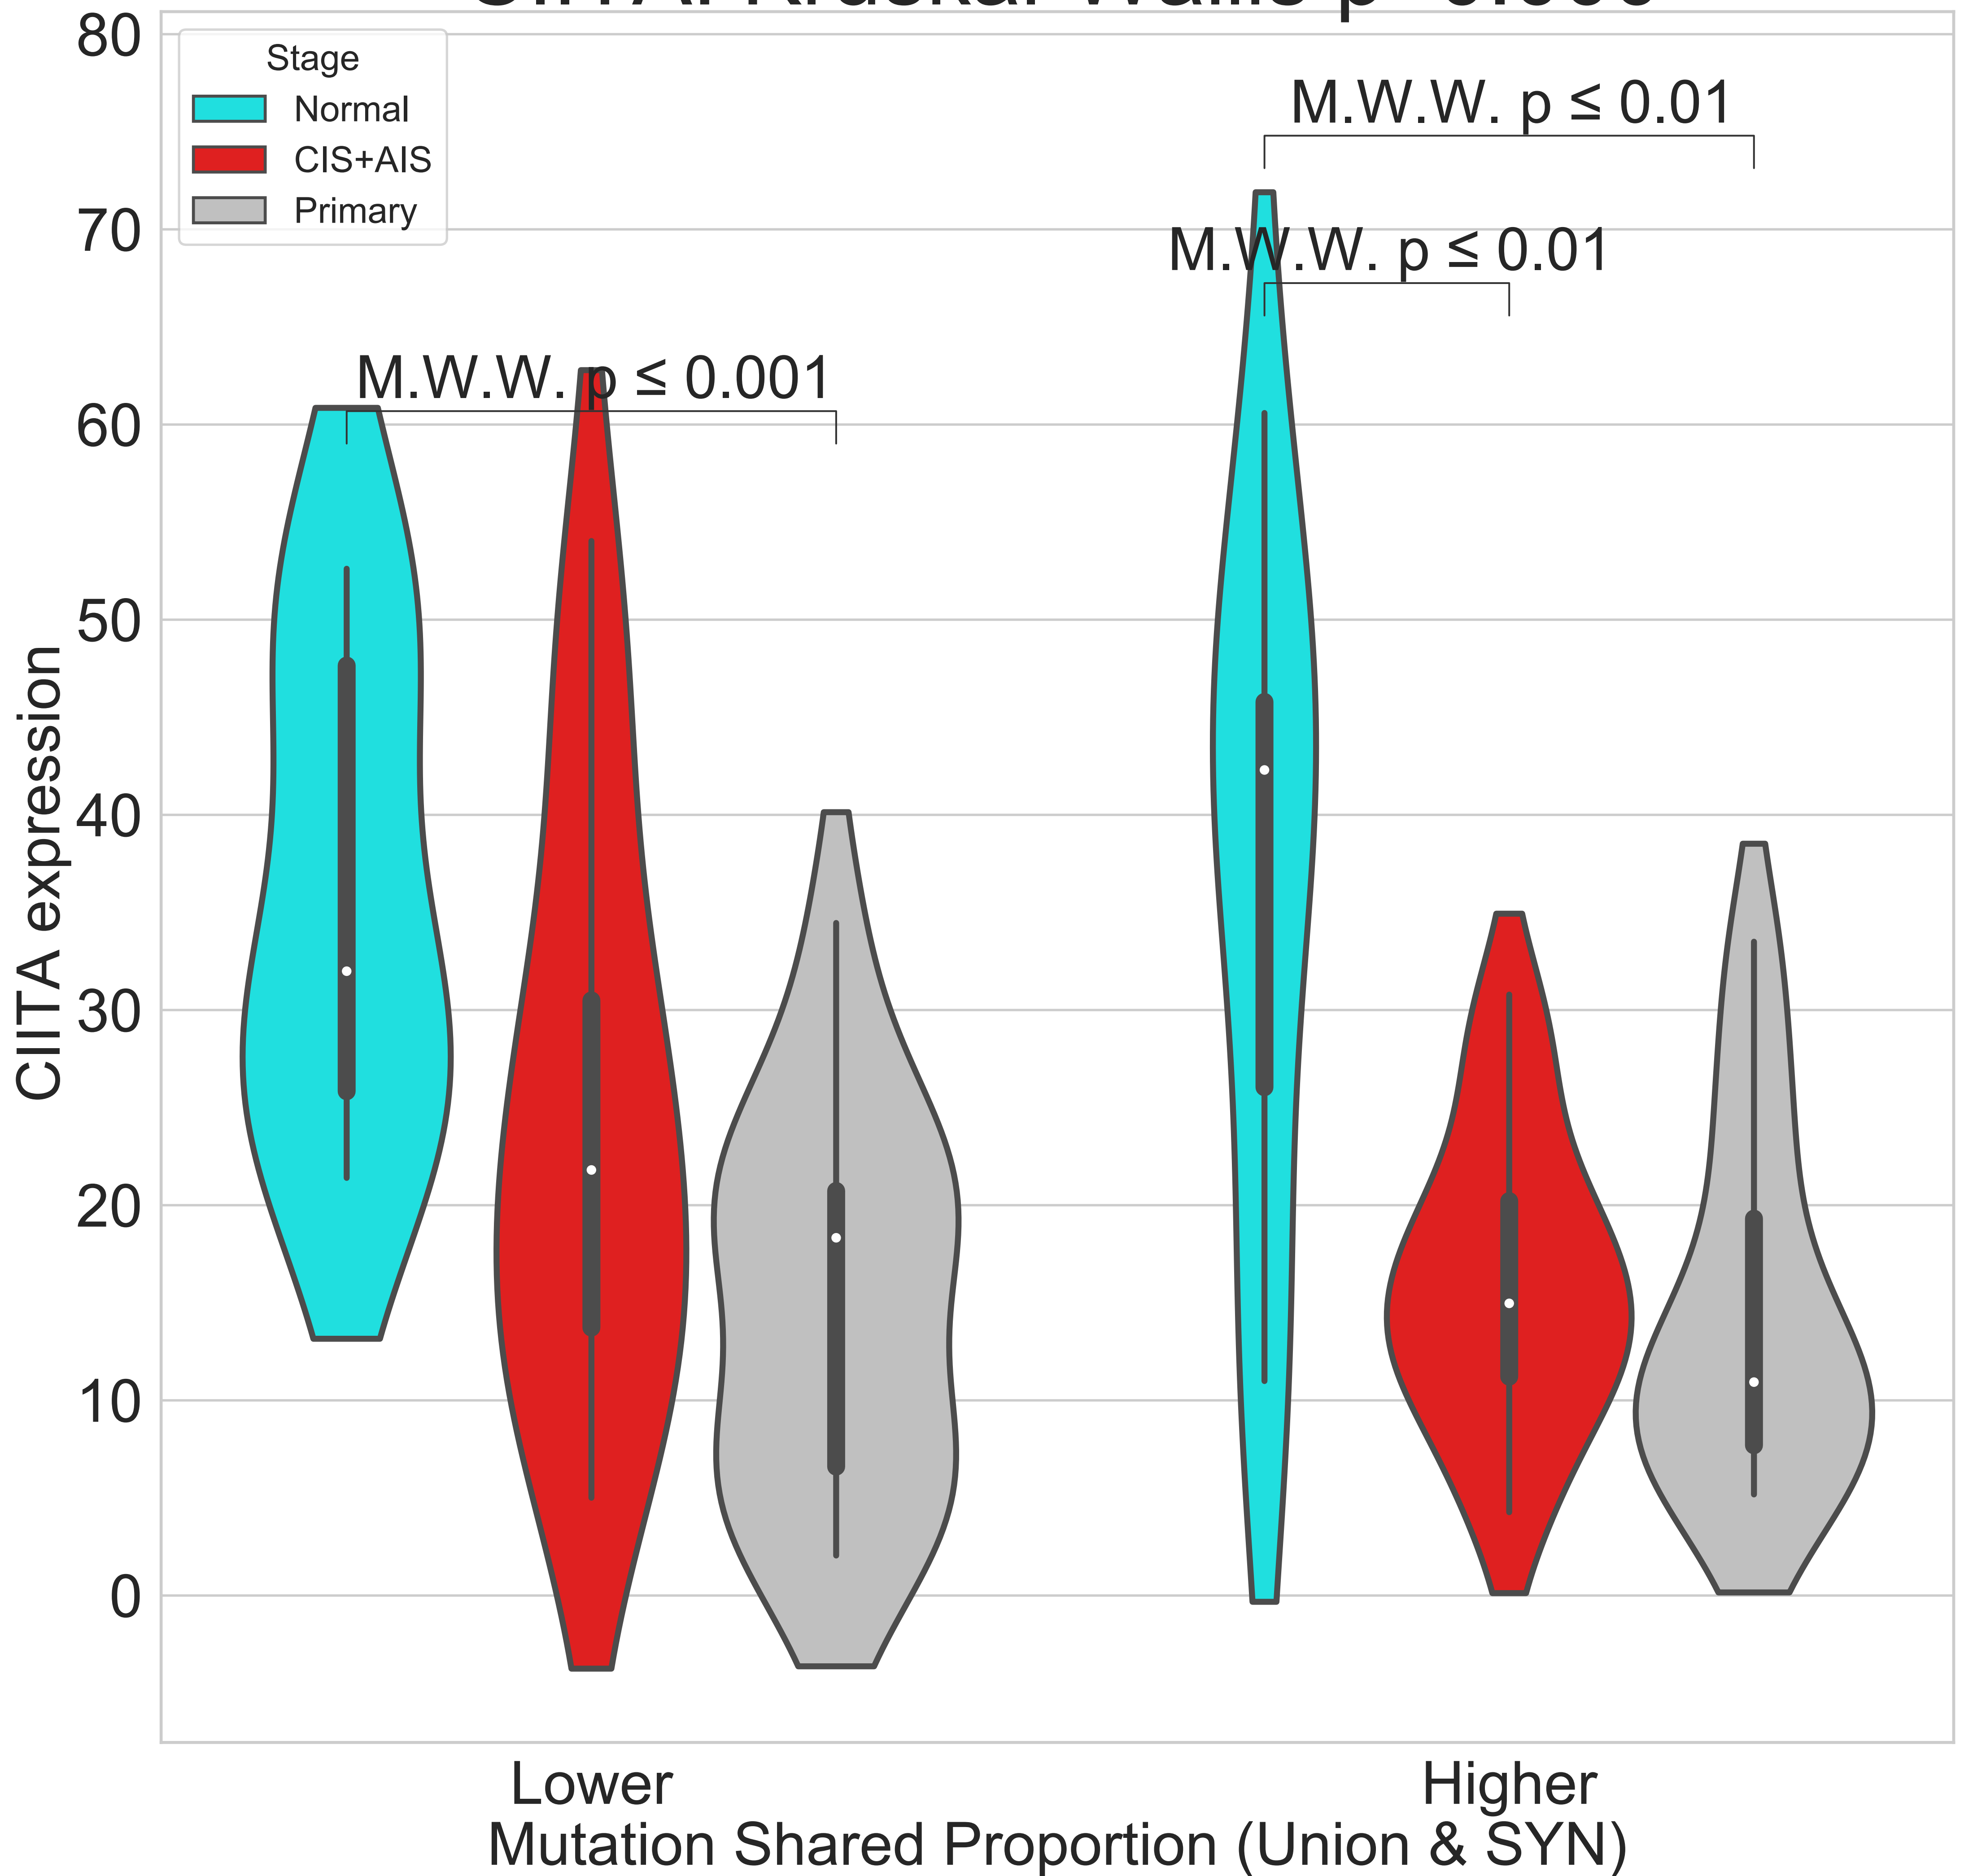 80
Stage
Normal
CIS+AIS
Primary
M.W.W. p ≤ 0.01
70
M.W.W. p ≤ 0.01
M.W.W. p ≤ 0.001
60
50
CIITA expression
40
30
20
10
0
Lower
Higher
Mutation Shared Proportion (Union & SYN)